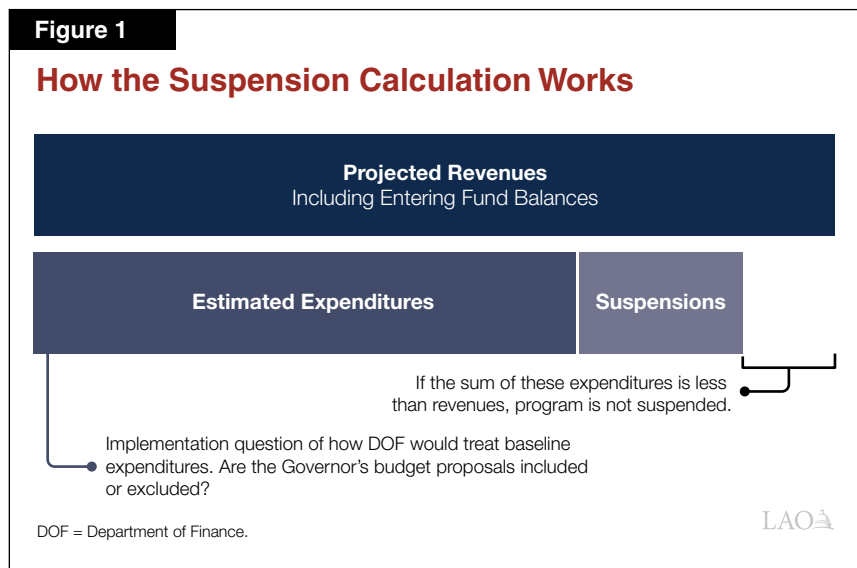 Figure 1
How the Suspension Calculation Works
Projected Revenues
Including Entering Fund Balances
Estimated Expenditures
Suspensions
If the sum of these expenditures is less
than revenues, program is not suspended.
Implementation question of how DOF would treat baseline
expenditures. Are the Governor’s budget proposals included
or excluded?
DOF = Department of Finance.
LAO